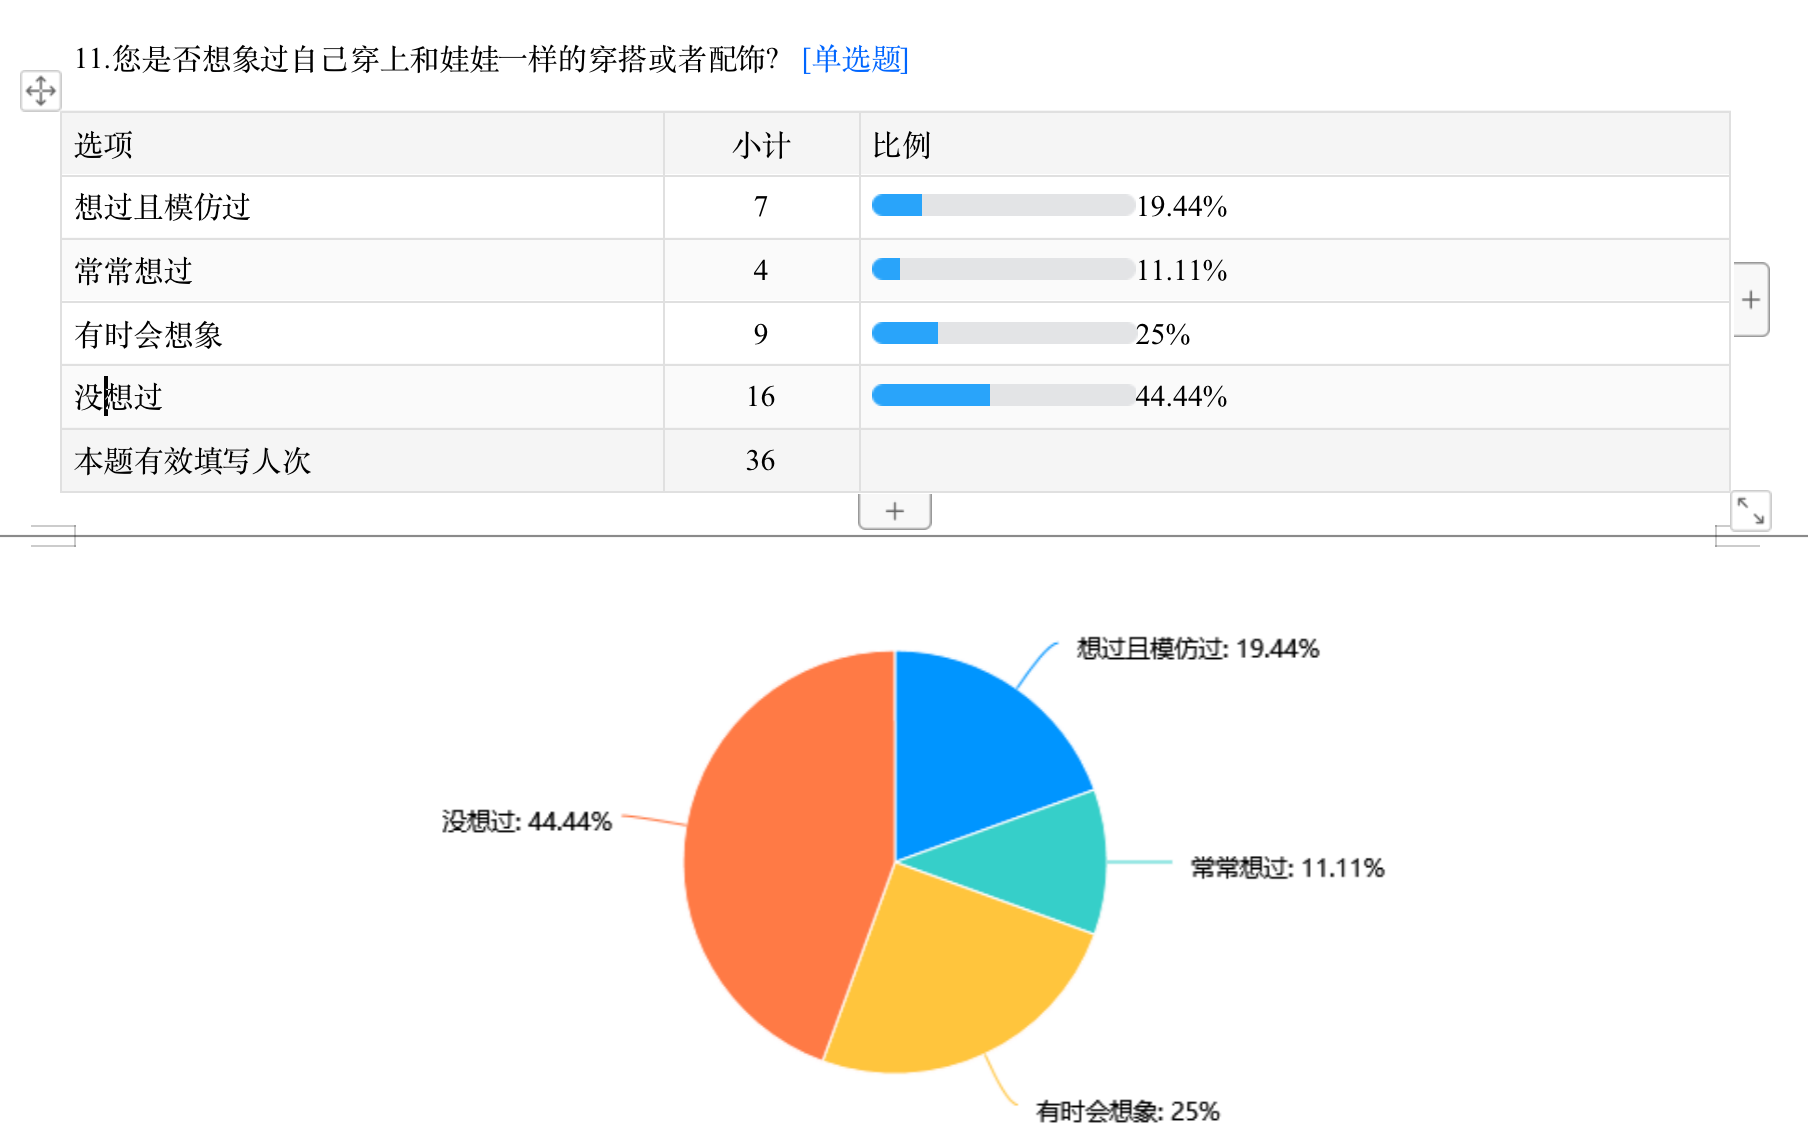 11.您是否想象过自己穿上和娃娃一样的穿搭或者配饰? [单选题]
选项 小计 比例
想过且模仿过 7 19.44%
常常想过 4 11.11%
有时会想象 9 25%
没想过 16 44.44%
本题有效填写人次 36
想过且模仿过: 19.44%
没想过: 44.44%
常常想过: 11.11%
有时会想象: 25%